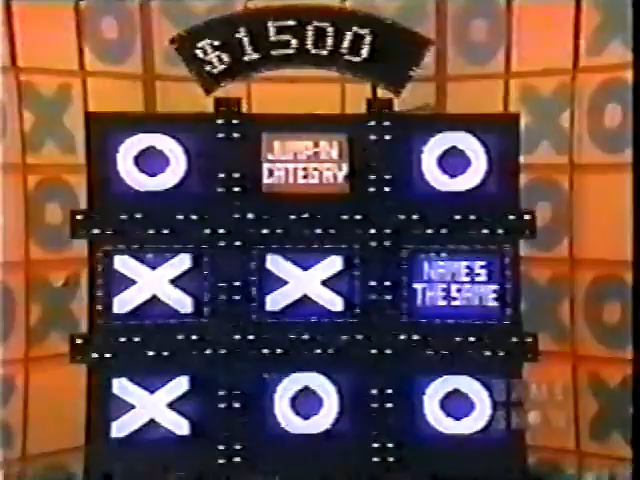 $1500
O
JUMP-IN
CATEGRY
O
X
X
NAME'S
THE SAME
X
O
O